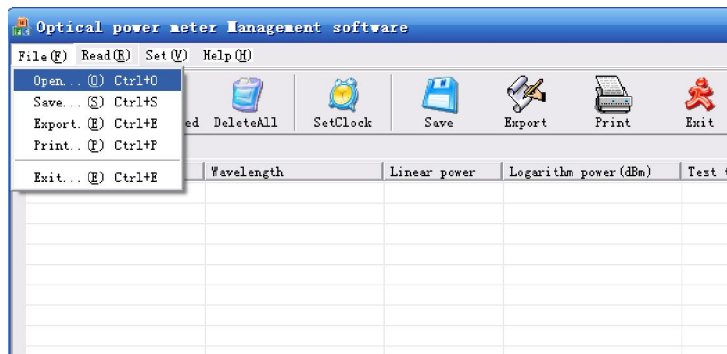 Optical power meter Management software
File(F) Read(R) Set(V) Help(H)
Open...(O) Ctrl+O
Save...(S) Ctrl+S
Export.(E) Ctrl+E
Print..(P) Ctrl+P
Exit...(E) Ctrl+E
ed DeleteAll SetClock Save Export Print Exit
Wavelength Linear power Logarithm power(dBm) Test